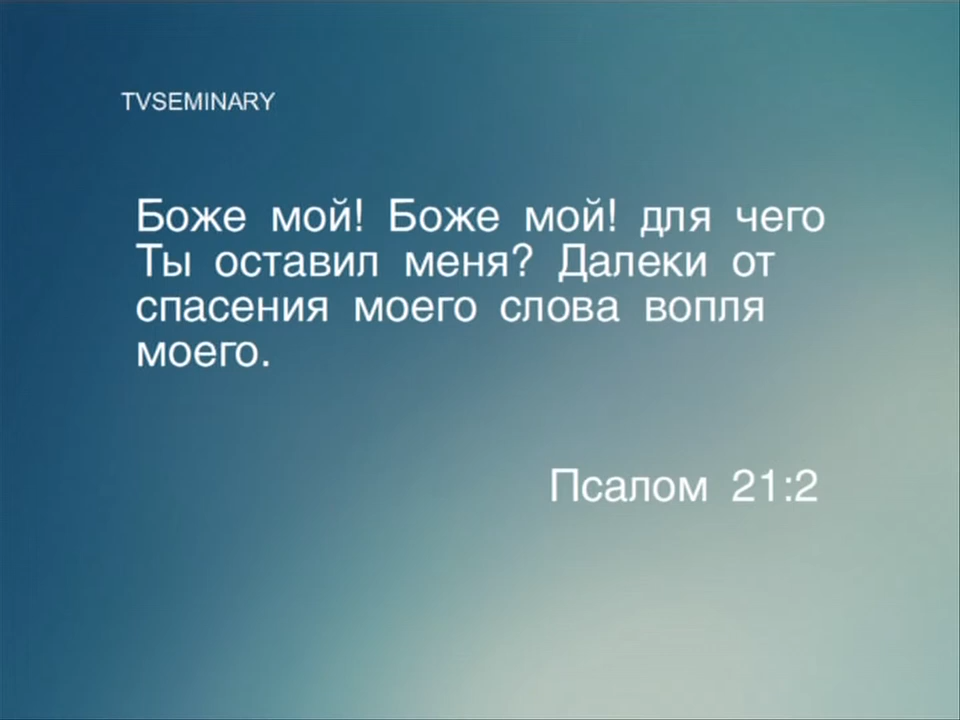 TVSEMINARY
Боже мой! Боже мой! для чего
Ты оставил меня? Далеки от
спасения моего слова вопля
моего.
Псалом 21:2